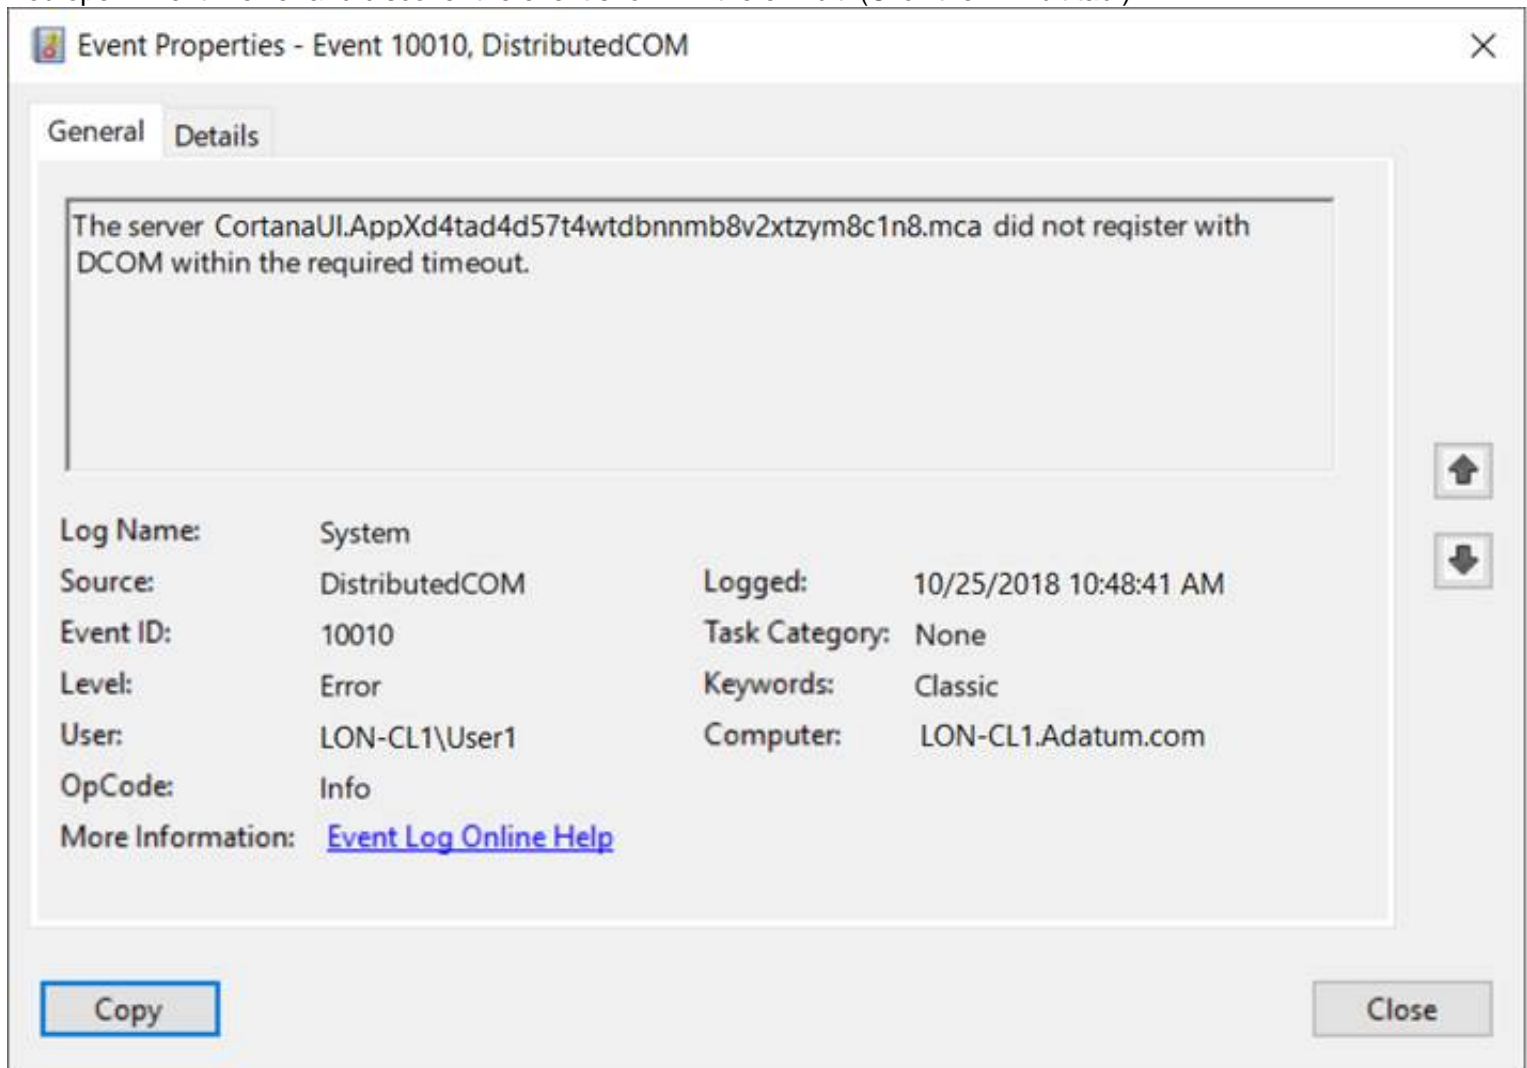 Event Properties - Event 10010, DistributedCOM
General Details
The server CortanaUI.AppXd4tad4d57t4wtdbnnmb8v2xtzym8c1n8.mca did not reqister with
DCOM within the required timeout.
Log Name: System
Source: DistributedCOM Logged: 10/25/2018 10:48:41 AM
Event ID: 10010 Task Category: None
Level: Error Keywords: Classic
User: LON-CL1\User1 Computer: LON-CL1.Adatum.com
OpCode: Info
More Information: Event Log Online Help
Copy Close